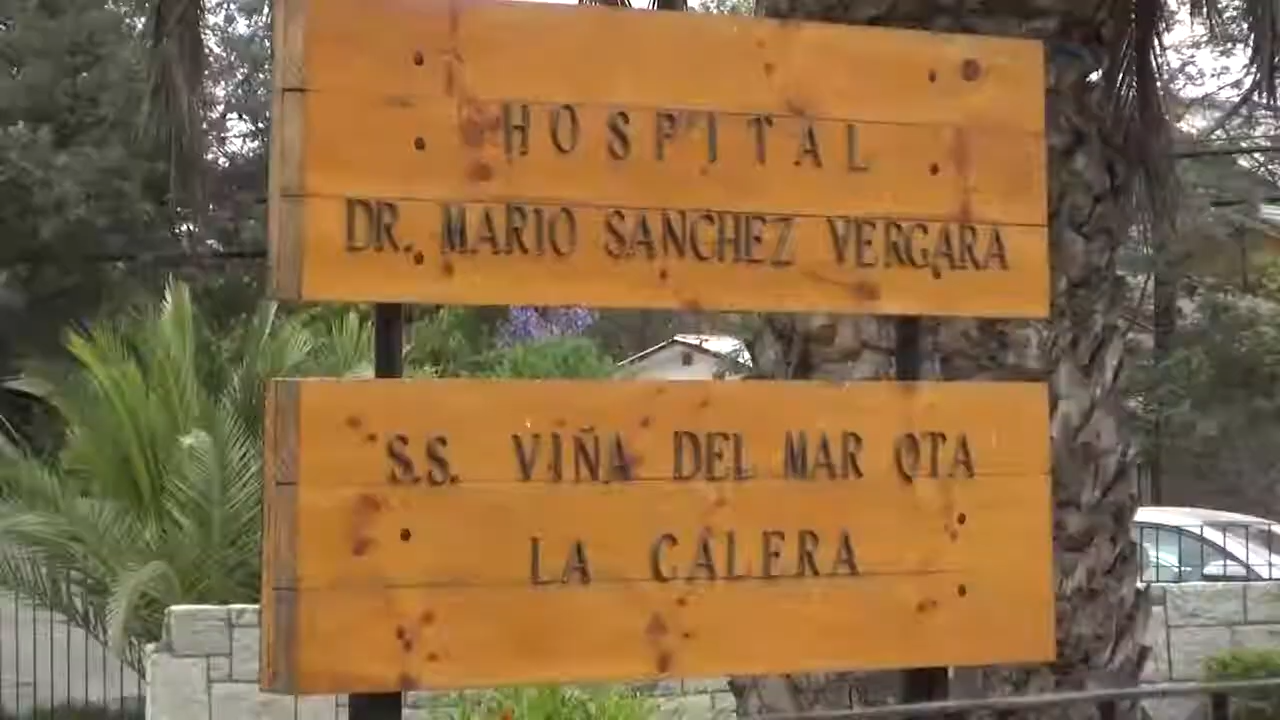 HOSPITAL
DR. MARIO SANCHEZ VERGARA
S.S. VIÑA DEL MAR QTA
LA CALERA